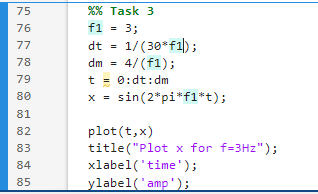 75 %% Task 3
76 f1 = 3;
77 dt = 1/(30*f1);
78 dm = 4/(f1);
79 t = 0:dt:dm
80 x = sin(2*pi*f1*t);
81
82 plot(t,x)
83 title("Plot x for f=3Hz");
84 xlabel('time');
85 ylabel('amp');